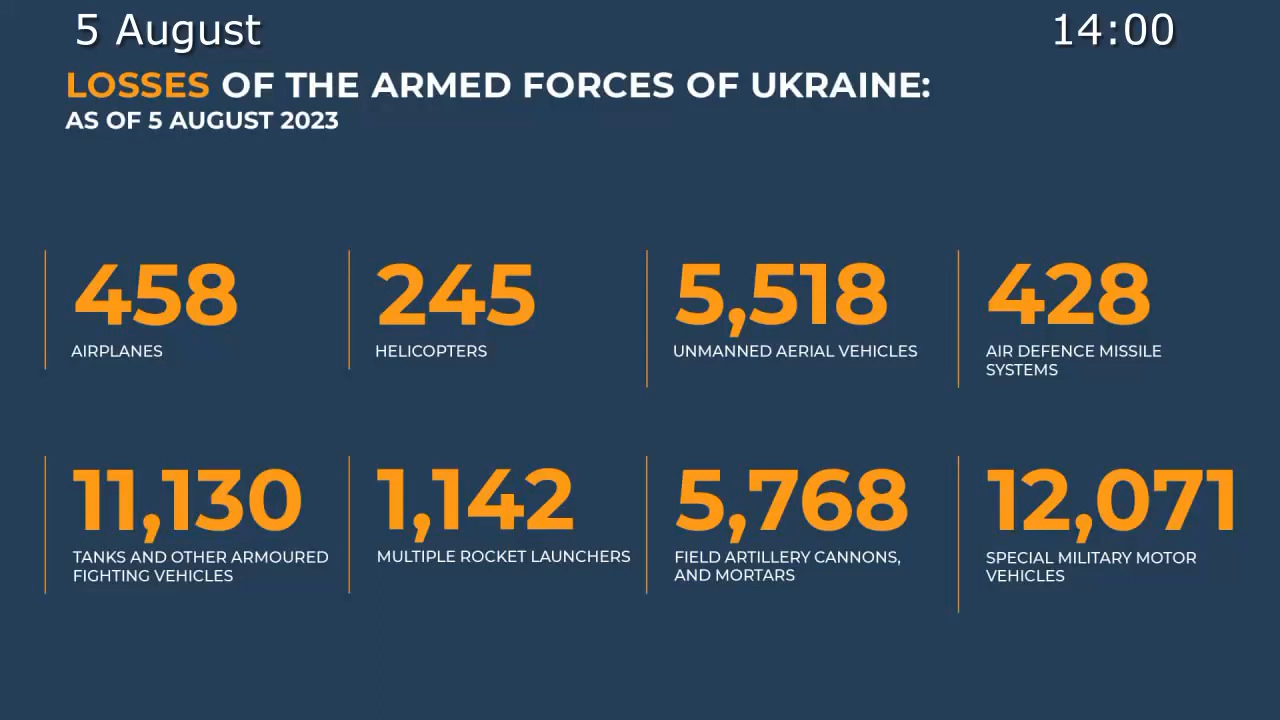 5 August 14:00
LOSSES OF THE ARMED FORCES OF UKRAINE:
AS OF 5 AUGUST 2023
458 245 5,518 428
AIRPLANES HELICOPTERS UNMANNED AERIAL VEHICLES AIR DEFENCE MISSILE
SYSTEMS
11,130 1,142 5,768 12,071
TANKS AND OTHER ARMOURED MULTIPLE ROCKET LAUNCHERS FIELD ARTILLERY CANNONS, SPECIAL MILITARY MOTOR
FIGHTING VEHICLES AND MORTARS VEHICLES